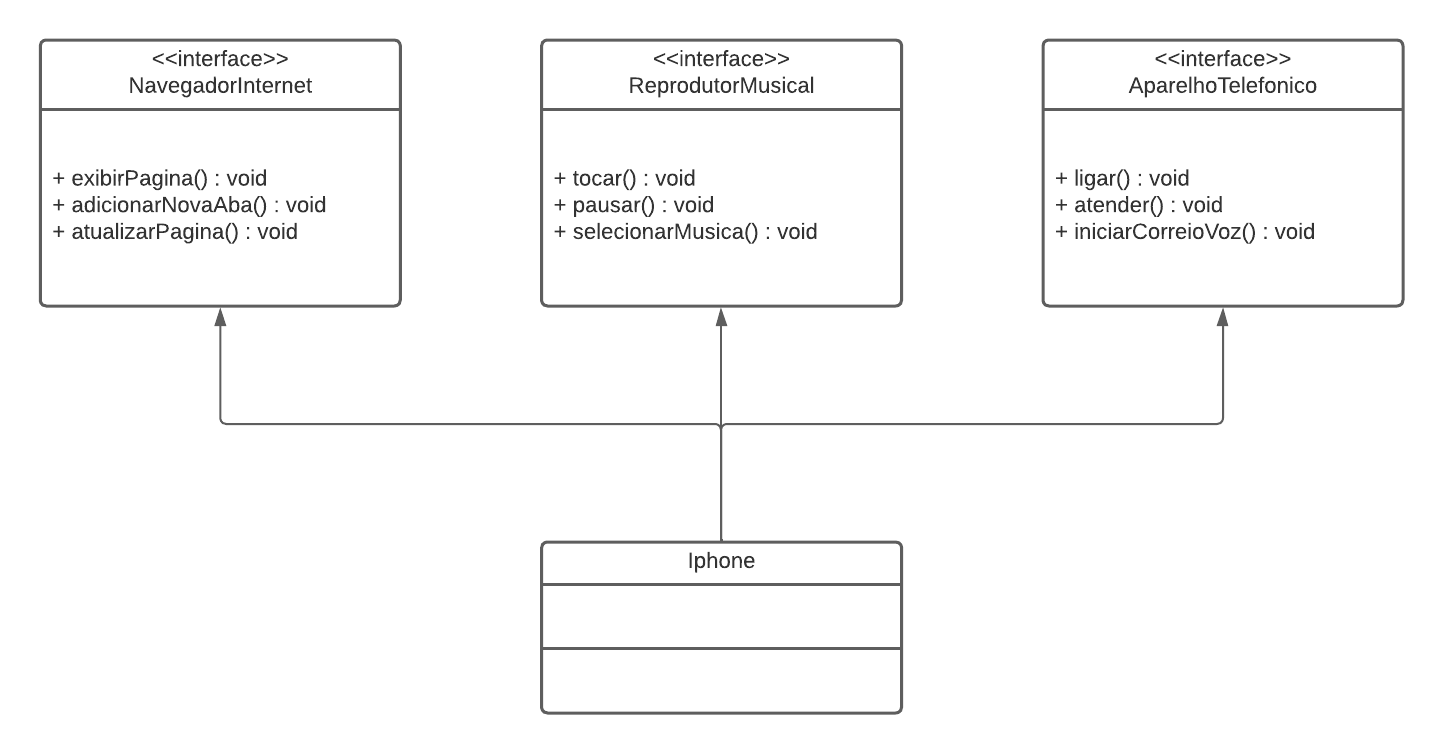 <<interface>>
NavegadorInternet
+ exibirPagina() : void
+ adicionarNovaAba() : void
+ atualizarPagina() : void
<<interface>>
ReprodutorMusical
+ tocar() : void
+ pausar() : void
+ selecionarMusica() : void
<<interface>>
AparelhoTelefonico
+ ligar() : void
+ atender() : void
+ iniciarCorreioVoz() : void
Iphone